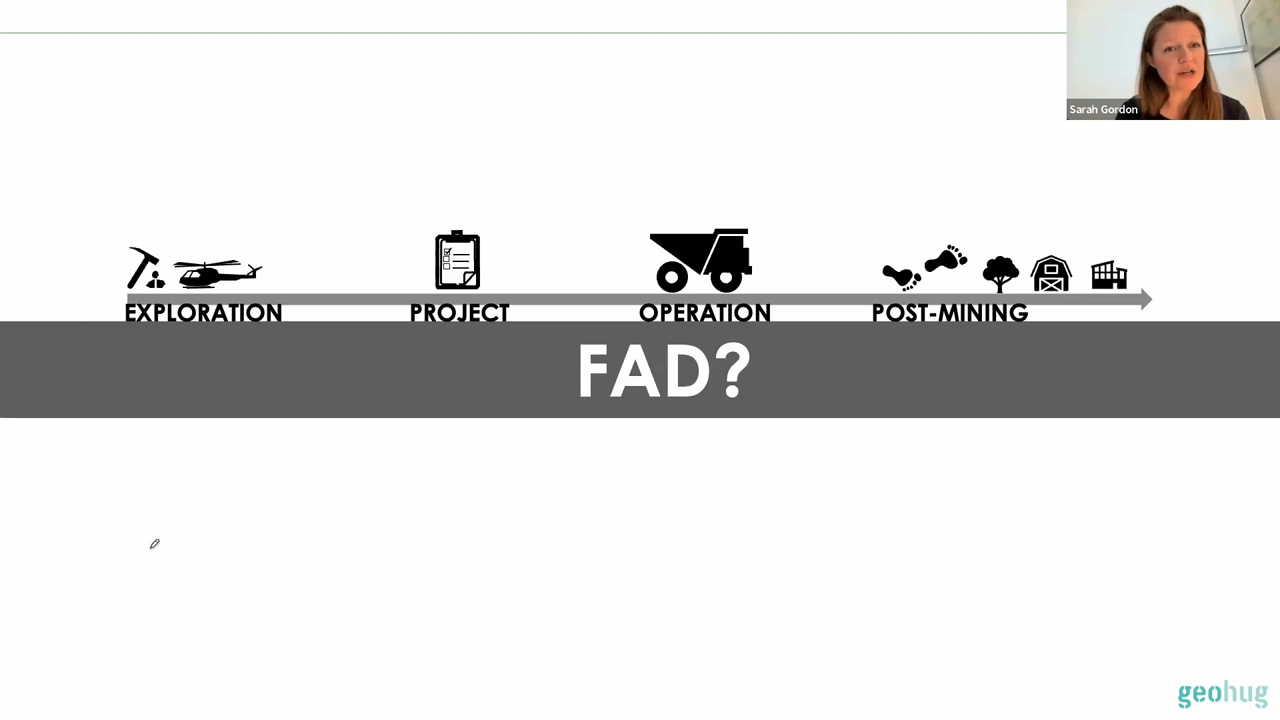 Sarah Gordon
EXPLORATION PROJECT OPERATION POST-MINING
FAD?
geohug